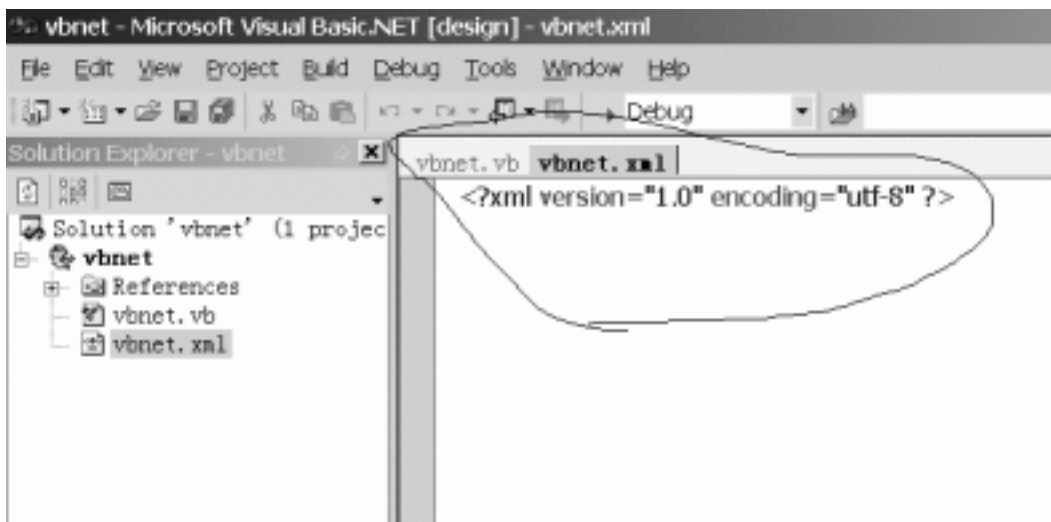 vbnet - Microsoft Visual Basic.NET [design] - vbnet.xml
File Edit View Project Build Debug Tools Window Help
Debug
Solution Explorer - vbnet
vbnet.vb vbnet.xml
<?xml version="1.0" encoding="utf-8" ?>
Solution 'vbnet' (1 projec
vbnet
References
vbnet.vb
vbnet.xml